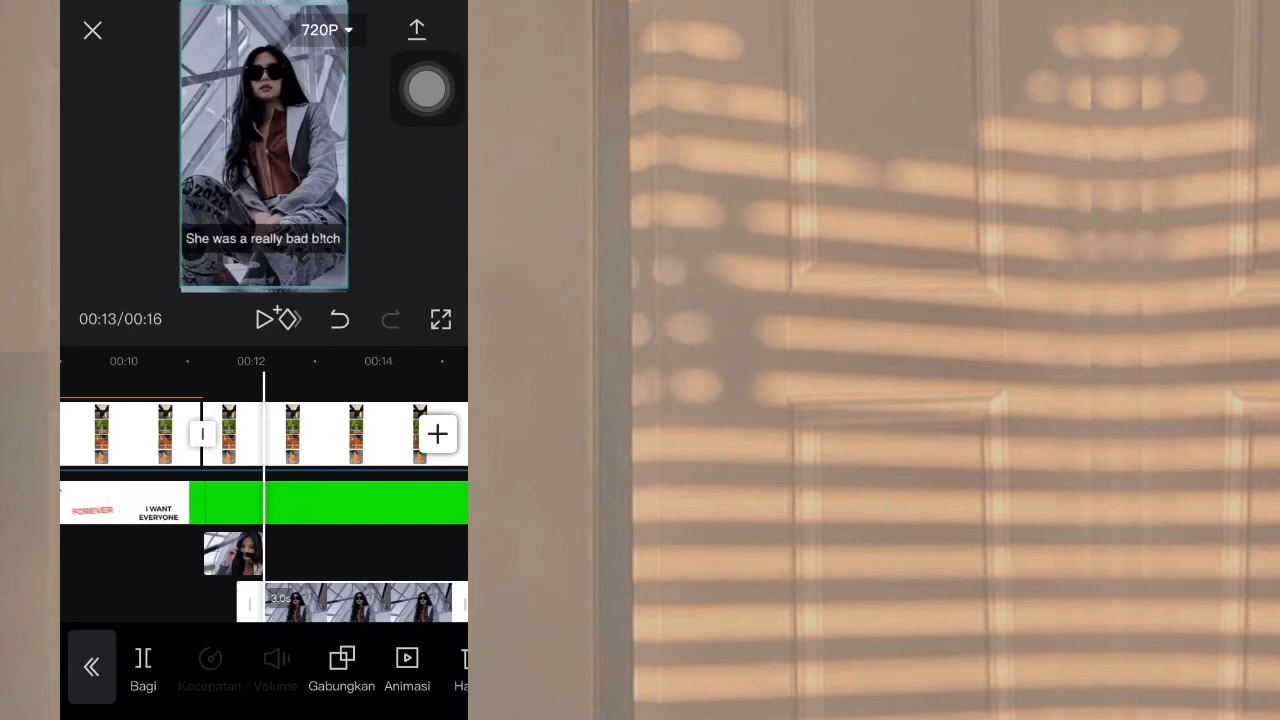 720P
She was a really bad b!tch
00:13/00:16
00:10
00:12
00:14
FOREVER
I WANT
EVERYONE
3.0s
Bagi
Kecepatan
Volume
Gabungkan
Animasi
Ha